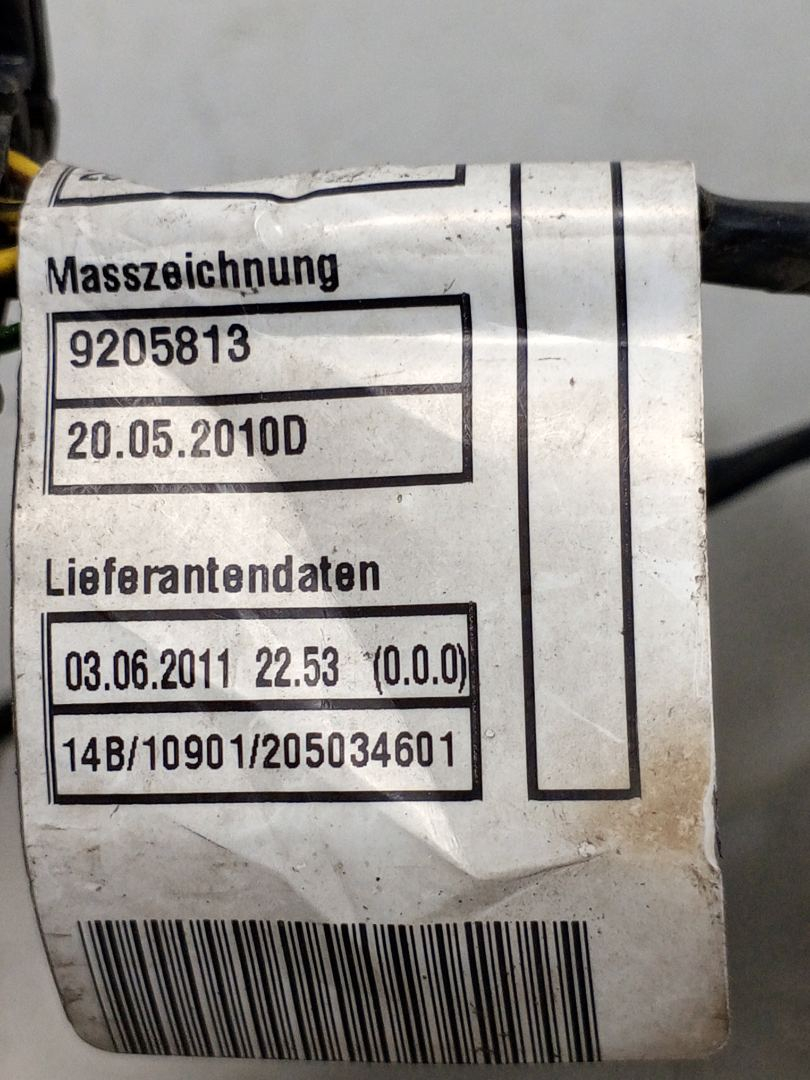 Masszeichnung
9205813
20.05.2010D
Lieferantendaten
03.06.2011 22.53 (0.0.0)
14B/10901/205034601